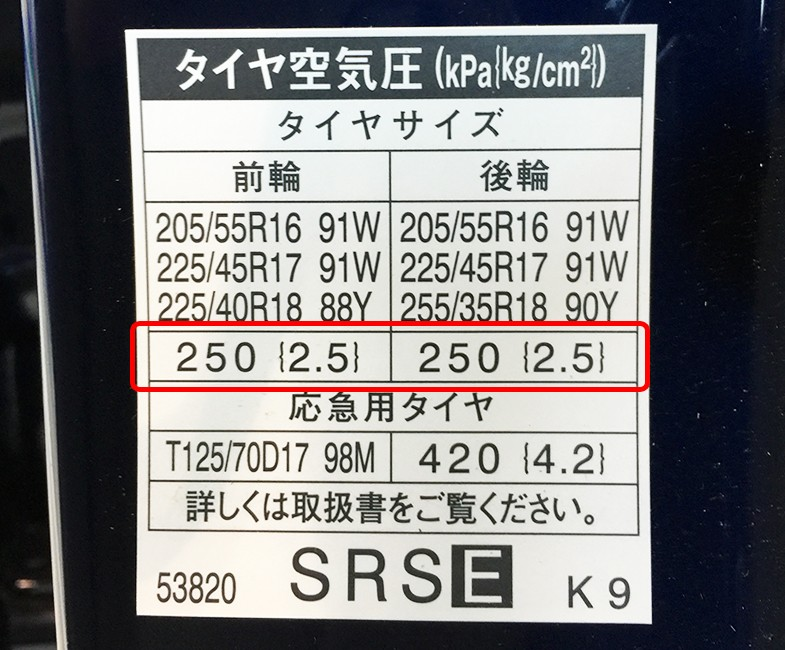 タイヤ空気圧(kPa{kg/cm²})
タイヤサイズ
前輪 後輪
205/55R16 91W 205/55R16 91W
225/45R17 91W 225/45R17 91W
225/40R18 88Y 255/35R18 90Y
250 {2.5} 250 {2.5}
応急用タイヤ
T125/70D17 98M 420 {4.2}
詳しくは取扱書をご覧ください。
53820 SRSE K9